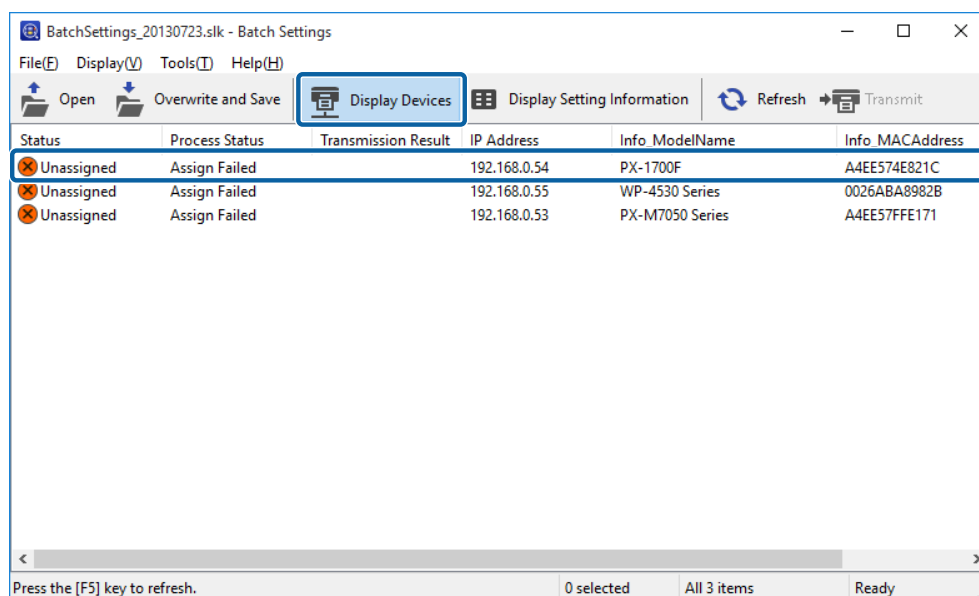 BatchSettings_20130723.slk - Batch Settings
File(F) Display(V) Tools(T) Help(H)
Open Overwrite and Save Display Devices Display Setting Information Refresh Transmit
Status Process Status Transmission Result IP Address Info_ModelName Info_MACAddress
Unassigned Assign Failed 192.168.0.54 PX-1700F A4EE574E821C
Unassigned Assign Failed 192.168.0.55 WP-4530 Series 0026ABA8982B
Unassigned Assign Failed 192.168.0.53 PX-M7050 Series A4EE57FFE171
Press the [F5] key to refresh. 0 selected All 3 items Ready